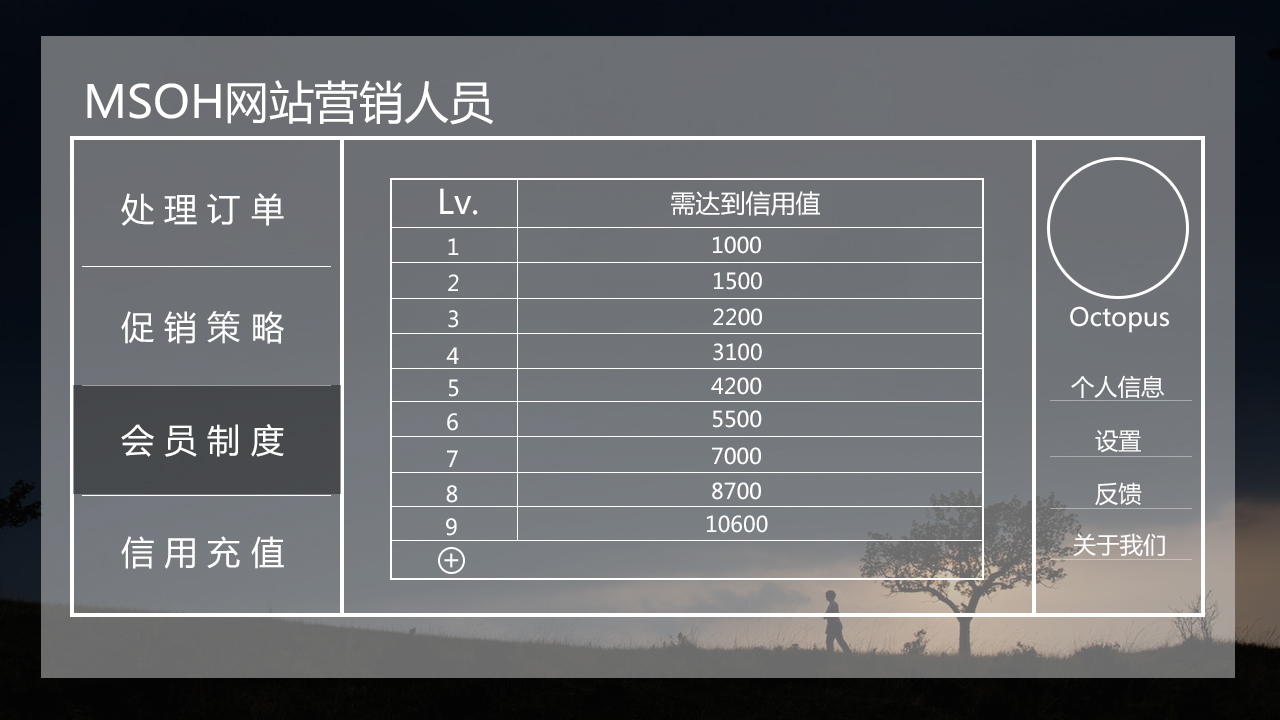 MSOH网站营销人员
处理订单
促销策略
会员制度
信用充值
Lv. 需达到信用值
1 1000
2 1500
3 2200
4 3100
5 4200
6 5500
7 7000
8 8700
9 10600
Octopus
个人信息
设置
反馈
关于我们